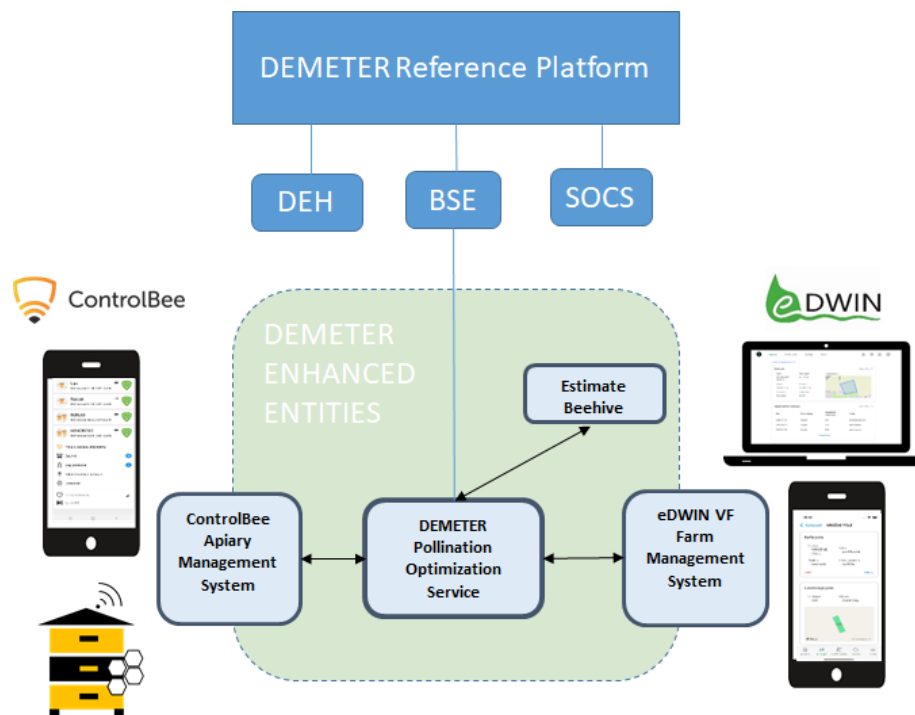 DEMETER Reference Platform
DEH
BSE
SOCS
ControlBee
eDWIN
DEMETER
ENHANCED
ENTITIES
Estimate
Beehive
ControlBee
Apiary
Management
System
DEMETER
Pollination
Optimization
Service
eDWIN VF
Farm
Management
System